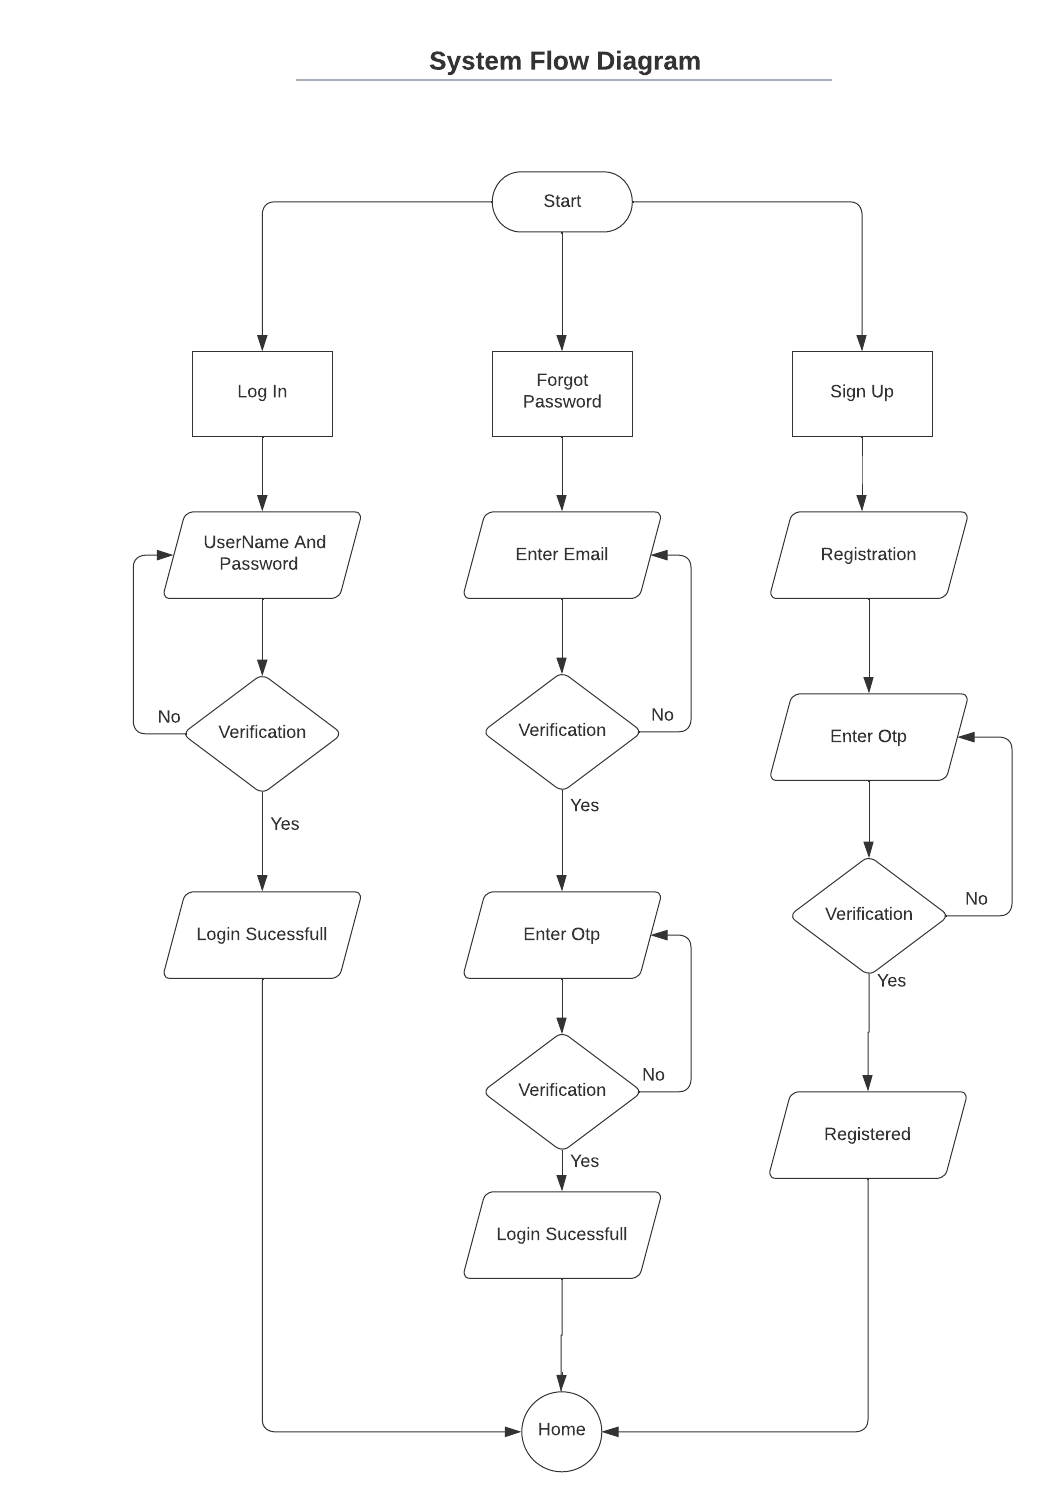 System Flow Diagram
Start
Log In
Forgot
Password
Sign Up
UserName And
Password
Enter Email
Registration
No
Verification
Verification
No
Enter Otp
Yes
Yes
No
Verification
Login Sucessfull
Enter Otp
Yes
No
Verification
Yes
Registered
Login Sucessfull
Home